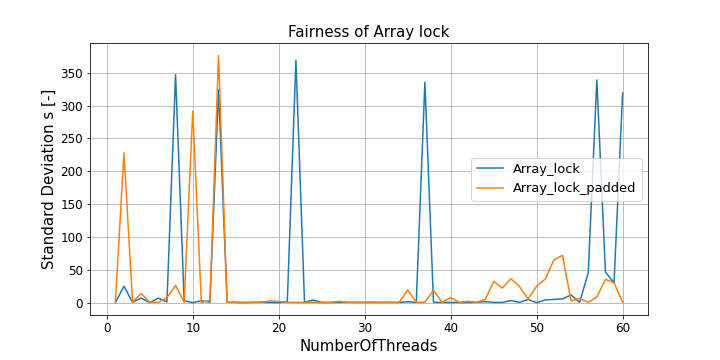 Fairness of Array lock
Standard Deviation s [-]
350
300
250
200
150
100
50
0
Array_lock
Array_lock_padded
0 10 20 30 40 50 60
NumberOfThreads